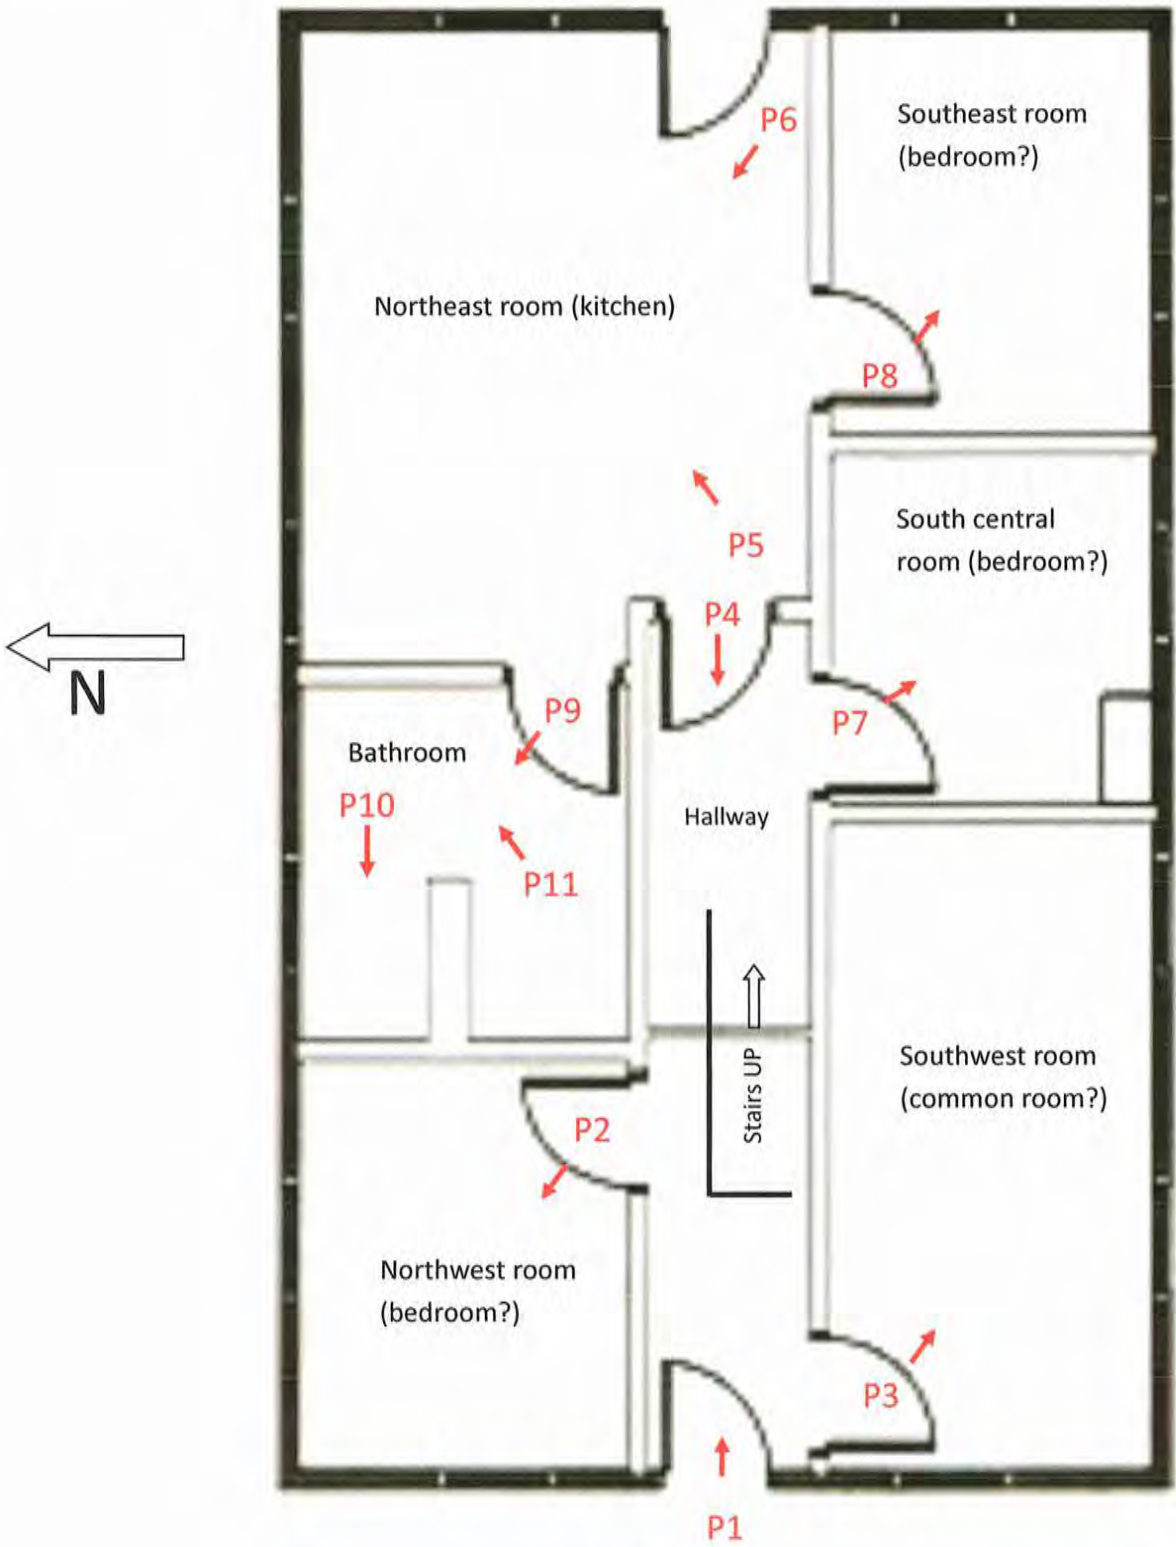 P6
Southeast room
(bedroom?)
Northeast room (kitchen)
P8
South central
room (bedroom?)
P5
P4
N
P9
P7
Bathroom
P10
Hallway
P11
Stairs UP
Southwest room
(common room?)
P2
Northwest room
(bedroom?)
P3
P1